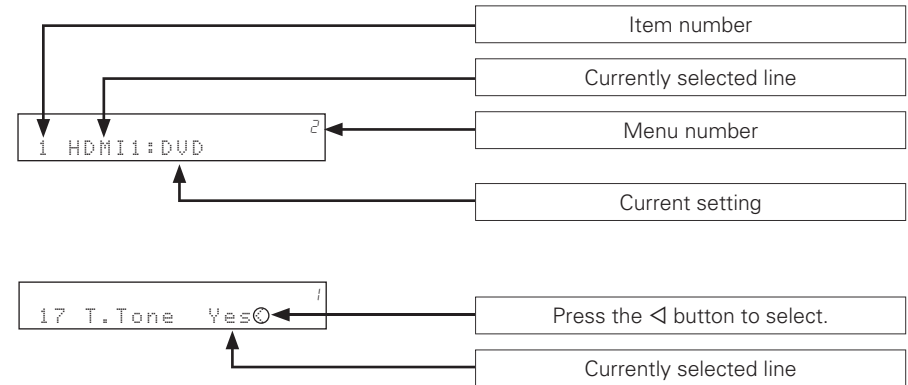 Item number
Currently selected line
2
Menu number
1 HDMI1:DVD
Current setting
1
17 T.Tone Yes
Press the ◁ button to select.
Currently selected line